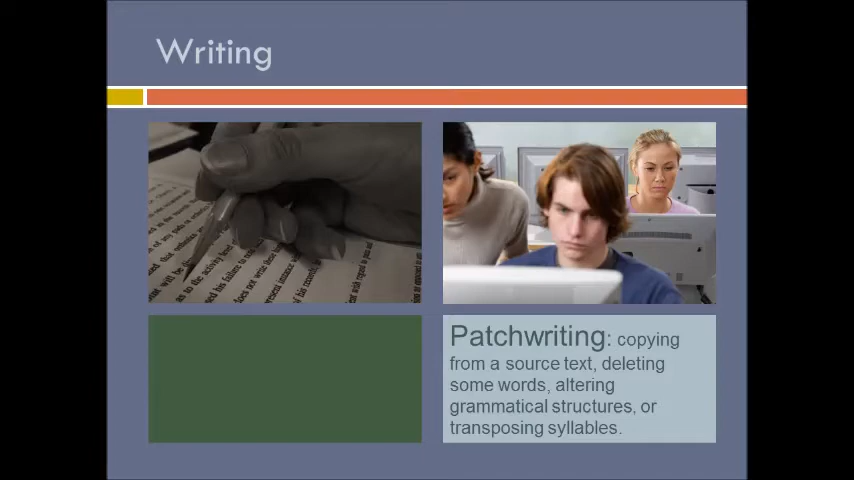 Writing
Patchwriting: copying
from a source text, deleting
some words, altering
grammatical structures, or
transposing syllables.